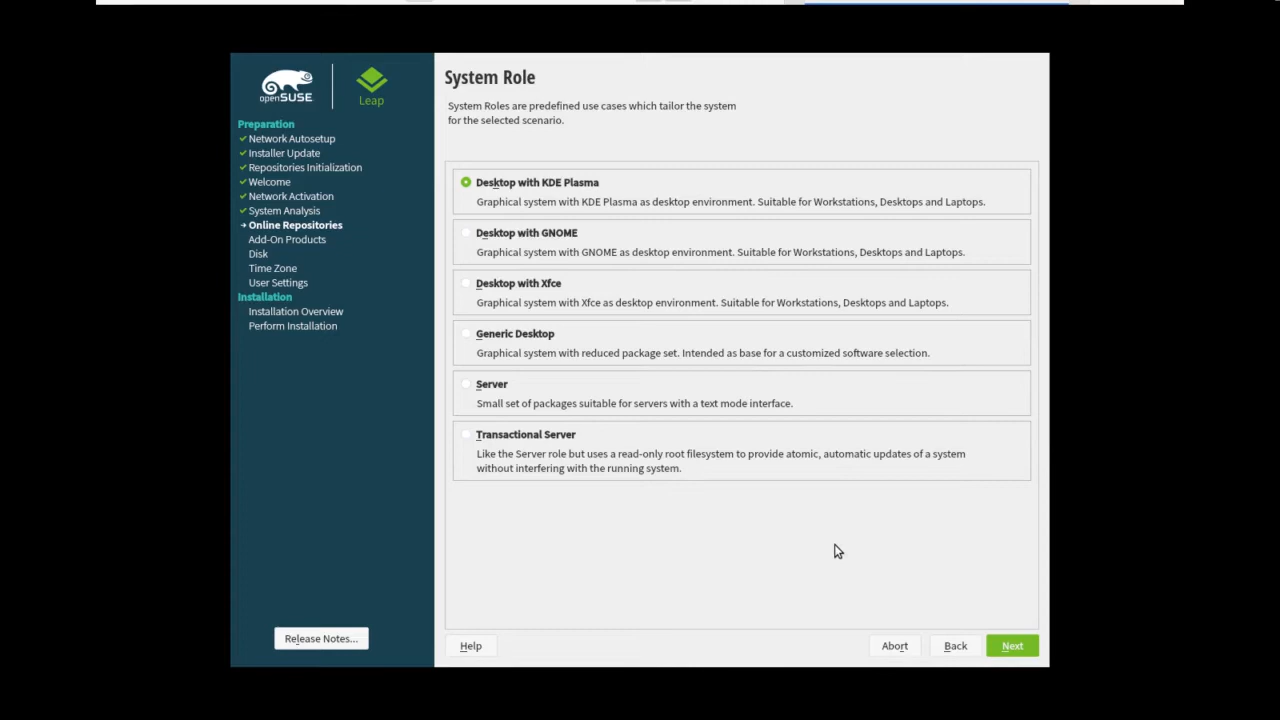 openSUSE
Leap
Preparation
Network Autosetup
Installer Update
Repositories Initialization
Welcome
Network Activation
System Analysis
Online Repositories
Add-On Products
Disk
Time Zone
User Settings
Installation
Installation Overview
Perform Installation
Release Notes...
System Role
System Roles are predefined use cases which tailor the system
for the selected scenario.
Desktop with KDE Plasma
Graphical system with KDE Plasma as desktop environment. Suitable for Workstations, Desktops and Laptops.
Desktop with GNOME
Graphical system with GNOME as desktop environment. Suitable for Workstations, Desktops and Laptops.
Desktop with Xfce
Graphical system with Xfce as desktop environment. Suitable for Workstations, Desktops and Laptops.
Generic Desktop
Graphical system with reduced package set. Intended as base for a customized software selection.
Server
Small set of packages suitable for servers with a text mode interface.
Transactional Server
Like the Server role but uses a read-only root filesystem to provide atomic, automatic updates of a system
without interfering with the running system.
Help
Abort
Back
Next